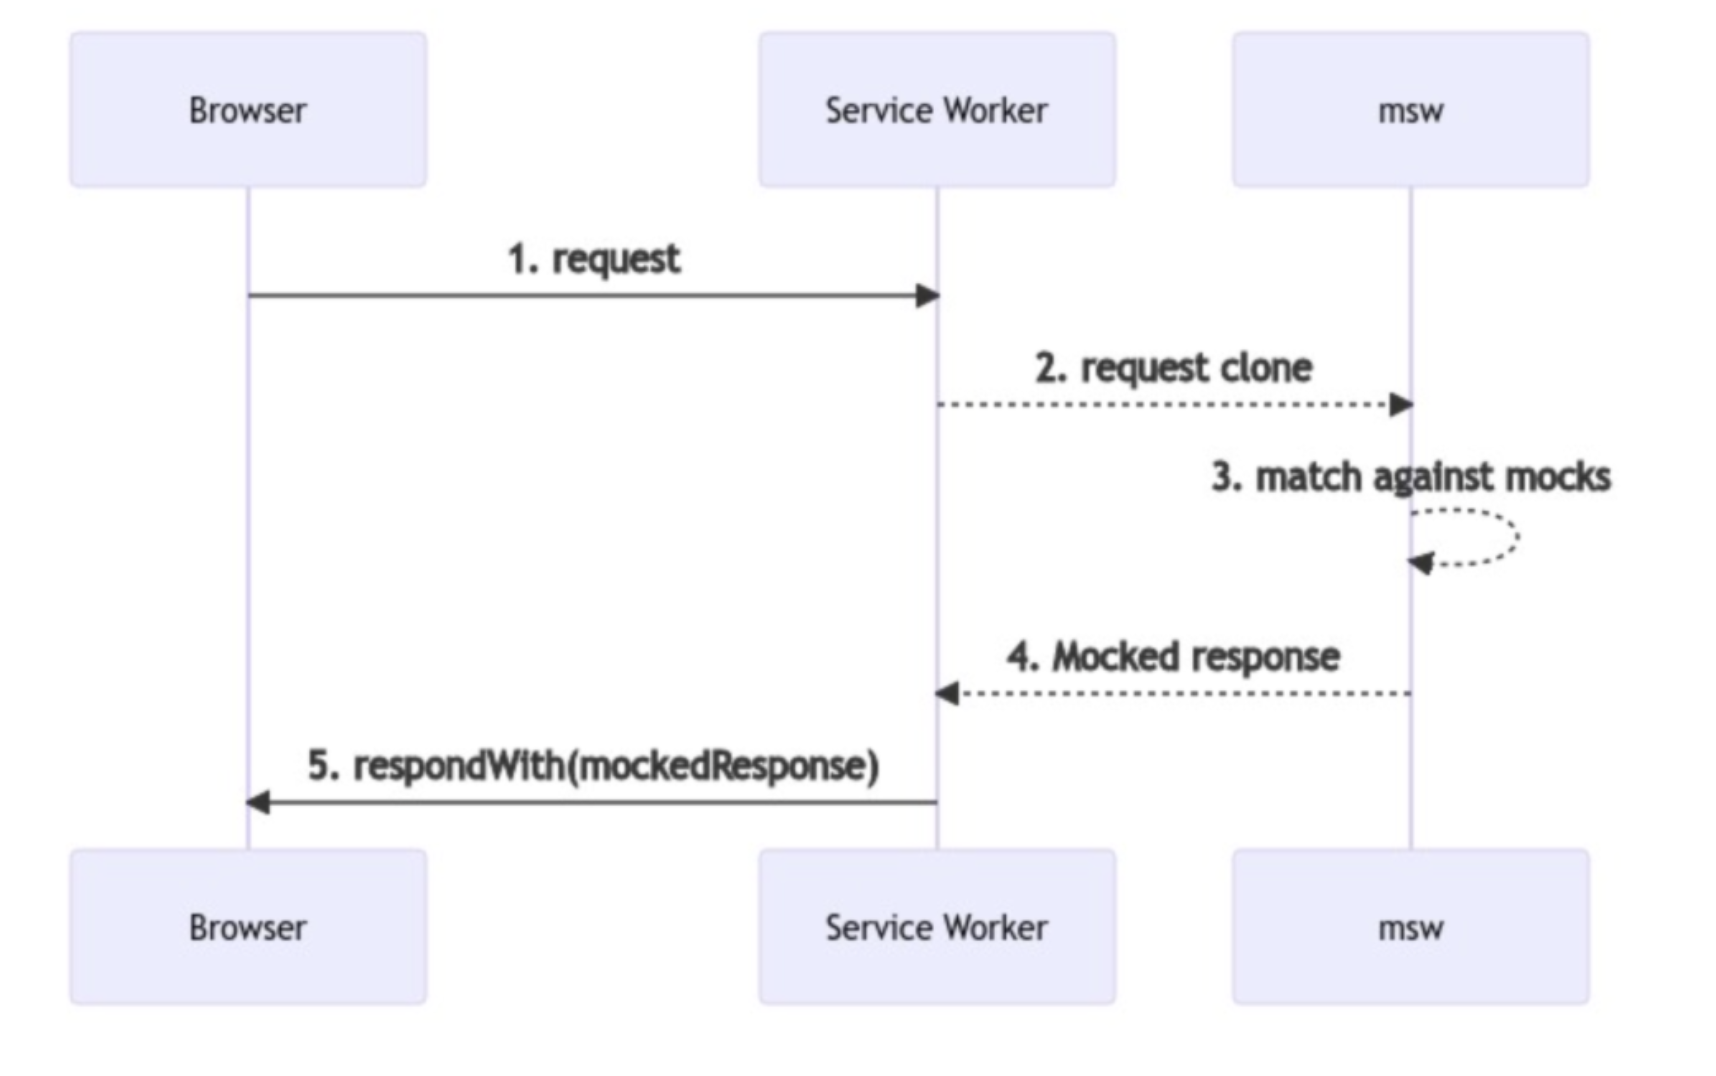 Browser
Service Worker
msw
1. request
2. request clone
3. match against mocks
4. Mocked response
5. respondWith(mockedResponse)
Browser
Service Worker
msw